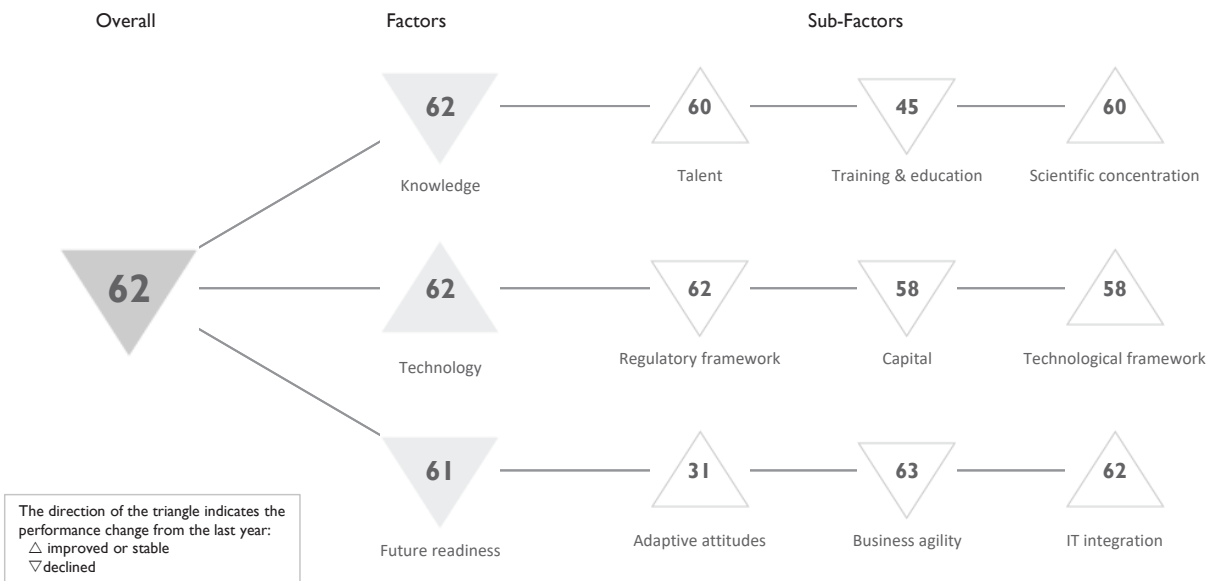 Overall Factors Sub-Factors
62 60 45 60
Knowledge Talent Training & education Scientific concentration
62 62 62 58 58
Technology Regulatory framework Capital Technological framework
61 31 63 62
Future readiness Adaptive attitudes Business agility IT integration
The direction of the triangle indicates the
performance change from the last year:
△ improved or stable
▽ declined